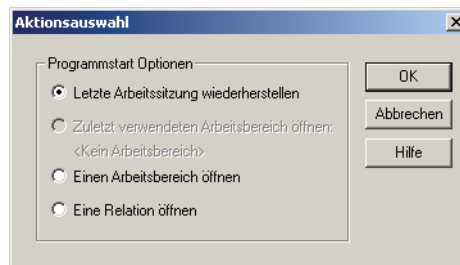 Aktionsauswahl
Programmstart Optionen
Letzte Arbeitssitzung wiederherstellen
Zuletzt verwendeten Arbeitsbereich öffnen:
<Kein Arbeitsbereich>
Einen Arbeitsbereich öffnen
Eine Relation öffnen
OK
Abbrechen
Hilfe